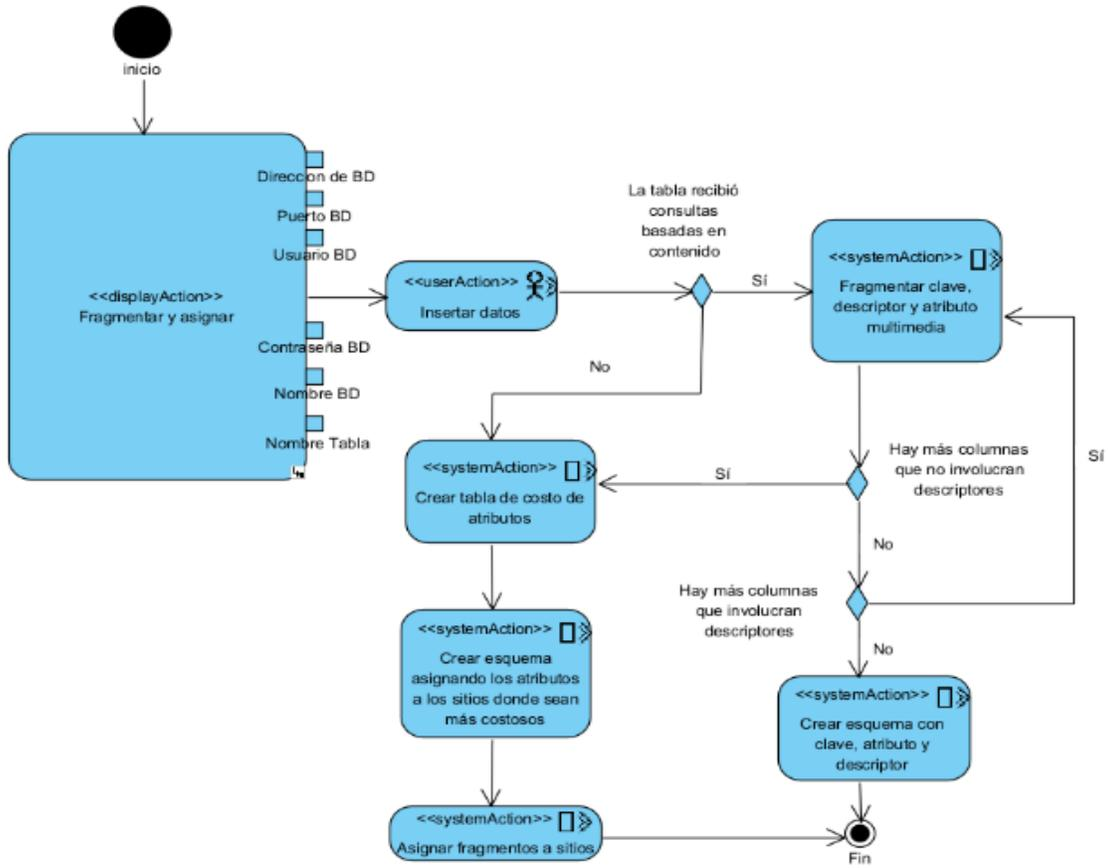 inicio
Direccion de BD
Puerto BD
Usuario BD
<<displayAction>>
Fragmentar y asignar
Contraseña BD
Nombre BD
Nombre Tabla
<<userAction>>
Insertar datos
La tabla recibió
consultas
basadas en
contenido
Sí
No
<<systemAction>>
Fragmentar clave,
descriptor y atributo
multimedia
Hay más columnas
que no involucran
descriptores
Sí
Sí
No
<<systemAction>>
Crear tabla de costo de
atributos
Hay más columnas
que involucran
descriptores
No
<<systemAction>>
Crear esquema
asignando los atributos
a los sitios donde sean
más costosos
<<systemAction>>
Crear esquema con
clave, atributo y
descriptor
<<systemAction>>
Asignar fragmentos a sitios
Fin